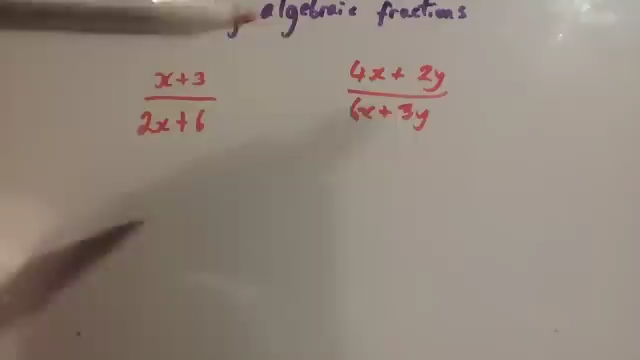 algebraic fractions
x+3
2x+6
4x+ 2y
6x+ 3y